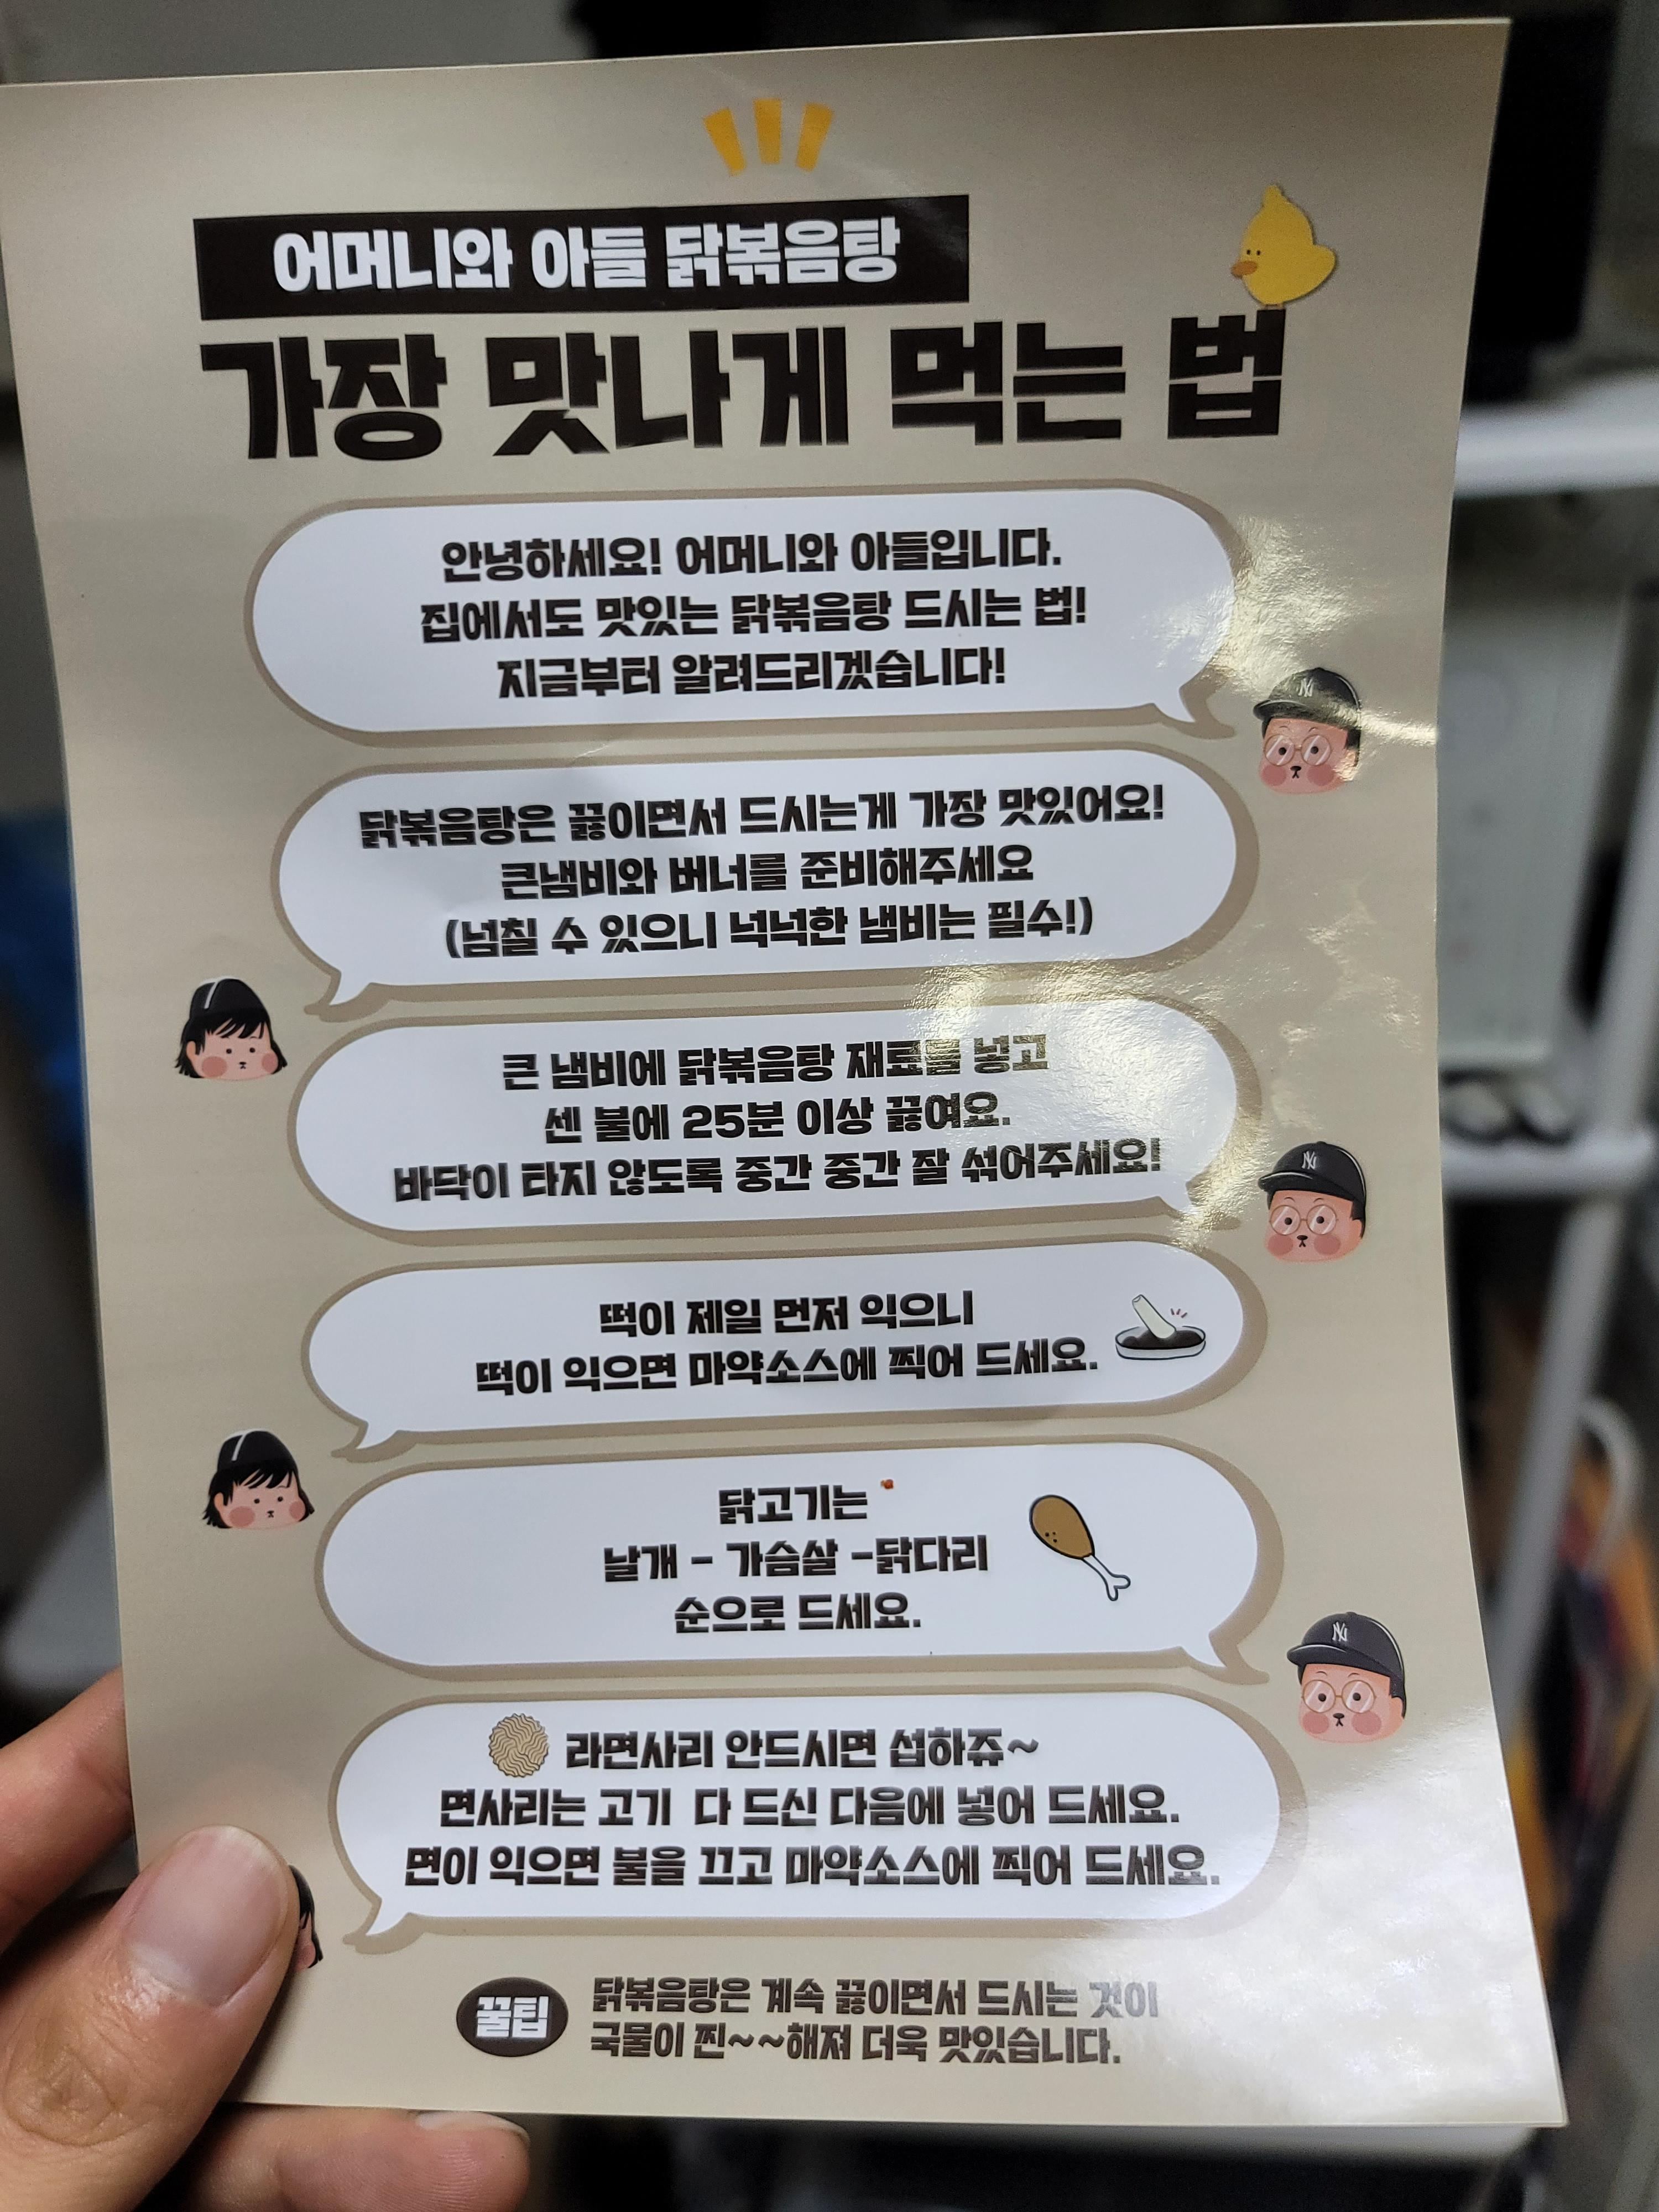 어머니와 아들 닭볶음탕
가장 맛나게 먹는 법
안녕하세요! 어머니와 아들입니다.
집에서도 맛있는 닭볶음탕 드시는 법!
지금부터 알려드리겠습니다!
닭볶음탕은 끓이면서 드시는게 가장 맛있어요!
큰냄비와 버너를 준비해주세요
(넘칠 수 있으니 넉넉한 냄비는 필수!)
큰 냄비에 닭볶음탕 재료를 넣고
센 불에 25분 이상 끓여요.
바닥이 타지 않도록 중간 중간 잘 섞어주세요!
떡이 제일 먼저 익으니
떡이 익으면 마약소스에 찍어 드세요.
닭고기는
날개 - 가슴살 -닭다리
순으로 드세요.
라면사리 안드시면 섭하쥬~
면사리는 고기 다 드신 다음에 넣어 드세요.
면이 익으면 불을 끄고 마약소스에 찍어 드세요.
꿀팁
닭볶음탕은 계속 끓이면서 드시는 것이
국물이 찐~~해져 더욱 맛있습니다.
NY
NY
NY